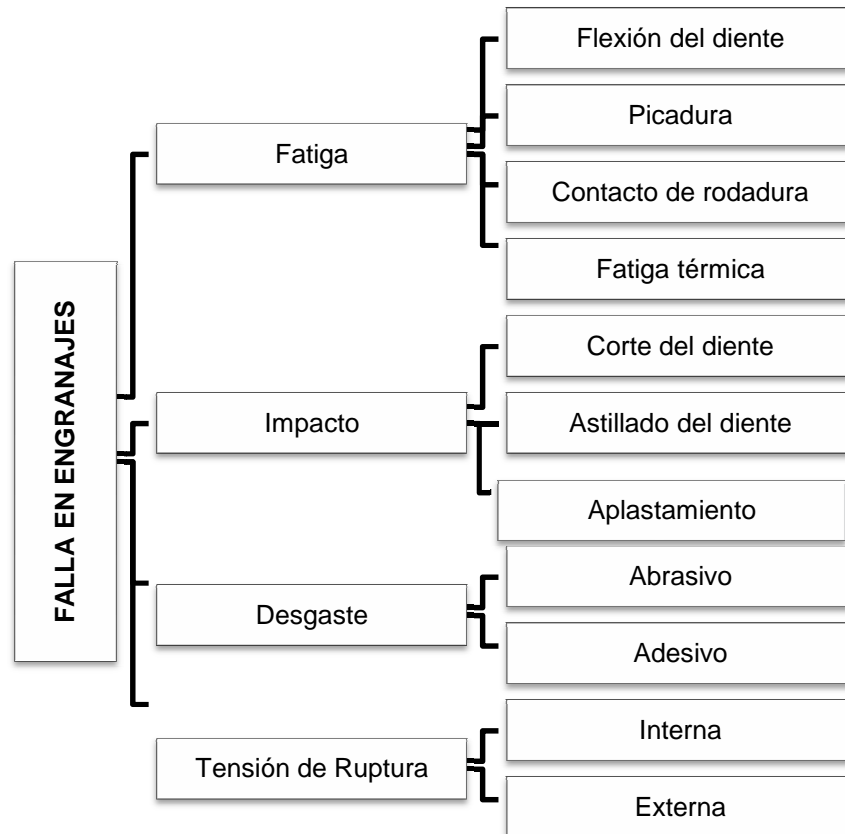 FALLA EN ENGRANAJES
Fatiga
Flexión del diente
Picadura
Contacto de rodadura
Fatiga térmica
Impacto
Corte del diente
Astillado del diente
Aplastamiento
Desgaste
Abrasivo
Adesivo
Tensión de Ruptura
Interna
Externa